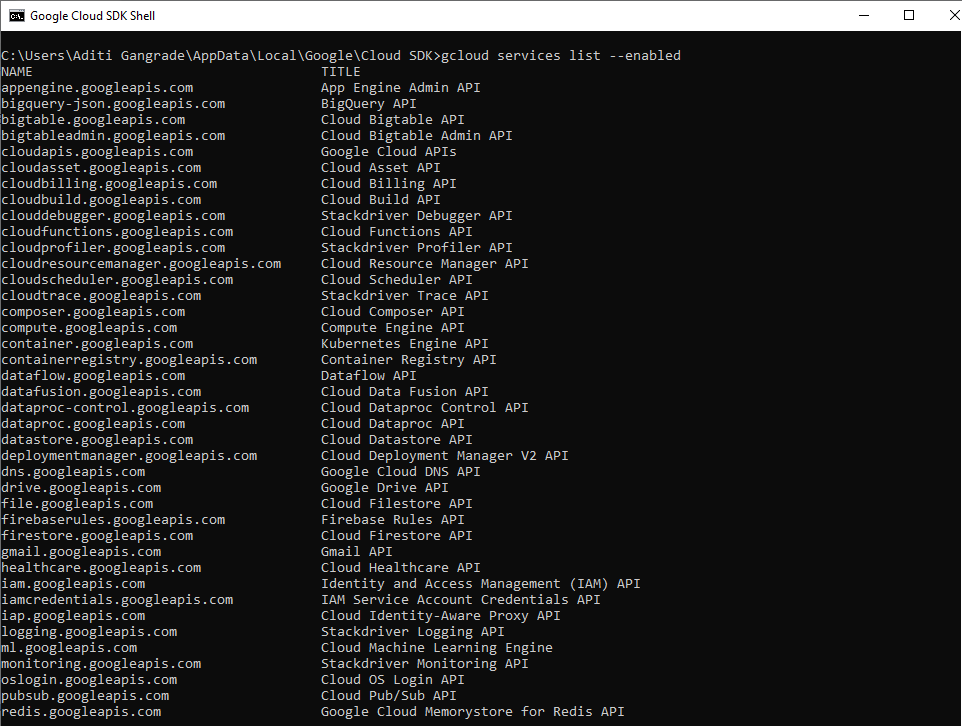 Google Cloud SDK Shell
C:\Users\Aditi Gangrade\AppData\Local\Google\Cloud SDK>gcloud services list --enabled
NAME TITLE
appengine.googleapis.com App Engine Admin API
bigquery-json.googleapis.com BigQuery API
bigtable.googleapis.com Cloud Bigtable API
bigtableadmin.googleapis.com Cloud Bigtable Admin API
cloudapis.googleapis.com Google Cloud APIs
cloudasset.googleapis.com Cloud Asset API
cloudbilling.googleapis.com Cloud Billing API
cloudbuild.googleapis.com Cloud Build API
clouddebugger.googleapis.com Stackdriver Debugger API
cloudfunctions.googleapis.com Cloud Functions API
cloudprofiler.googleapis.com Stackdriver Profiler API
cloudresourcemanager.googleapis.com Cloud Resource Manager API
cloudscheduler.googleapis.com Cloud Scheduler API
cloudtrace.googleapis.com Stackdriver Trace API
composer.googleapis.com Cloud Composer API
compute.googleapis.com Compute Engine API
container.googleapis.com Kubernetes Engine API
containerregistry.googleapis.com Container Registry API
dataflow.googleapis.com Dataflow API
datafusion.googleapis.com Cloud Data Fusion API
dataproc-control.googleapis.com Cloud Dataproc Control API
dataproc.googleapis.com Cloud Dataproc API
datastore.googleapis.com Cloud Datastore API
deploymentmanager.googleapis.com Cloud Deployment Manager V2 API
dns.googleapis.com Google Cloud DNS API
drive.googleapis.com Google Drive API
file.googleapis.com Cloud Filestore API
firebaserules.googleapis.com Firebase Rules API
firestore.googleapis.com Cloud Firestore API
gmail.googleapis.com Gmail API
healthcare.googleapis.com Cloud Healthcare API
iam.googleapis.com Identity and Access Management (IAM) API
iamcredentials.googleapis.com IAM Service Account Credentials API
iap.googleapis.com Cloud Identity-Aware Proxy API
logging.googleapis.com Stackdriver Logging API
ml.googleapis.com Cloud Machine Learning Engine
monitoring.googleapis.com Stackdriver Monitoring API
oslogin.googleapis.com Cloud OS Login API
pubsub.googleapis.com Cloud Pub/Sub API
redis.googleapis.com Google Cloud Memorystore for Redis API